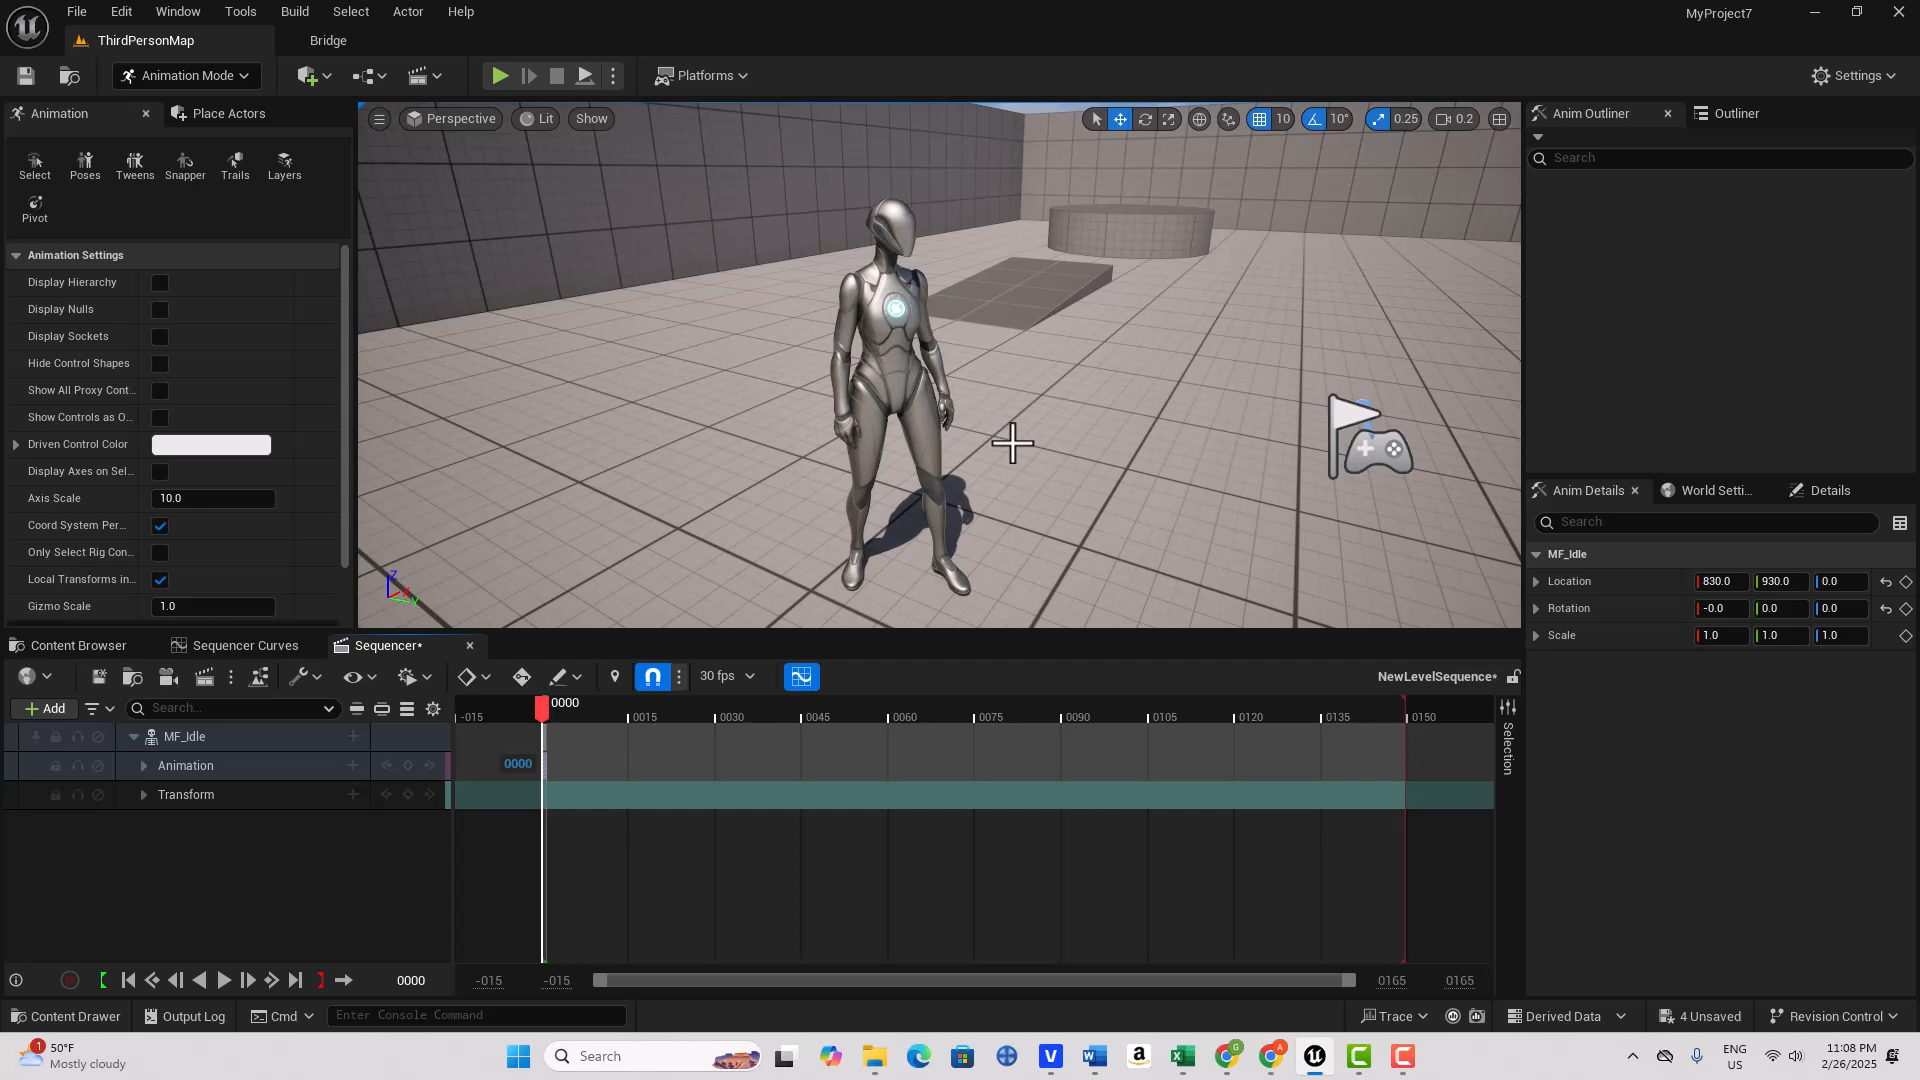 File Edit Window Tools Build Select Actor Help
MyProject7
ThirdPersonMap
Bridge
Animation Mode
Platforms
Settings
Animation
Place Actors
Perspective
Lit
Show
10
10°
0.25
0.2
Anim Outliner
Outliner
Search
Select Poses Tweens Snapper Trails Layers
Pivot
Animation Settings
Display Hierarchy
Display Nulls
Display Sockets
Hide Control Shapes
Show All Proxy Cont...
Show Controls as O...
Driven Control Color
Display Axes on Sel...
Axis Scale 10.0
Coord System Per...
Only Select Rig Con...
Local Transforms in...
Gizmo Scale 1.0
Z
X
Y
Anim Details
World Setti...
Details
Search
MF_Idle
Location 830.0 930.0 0.0
Rotation -0.0 0.0 0.0
Scale 1.0 1.0 1.0
Content Browser
Sequencer Curves
Sequencer*
30 fps
NewLevelSequence*
Add
Search...
0000
-015 0015 0030 0045 0060 0075 0090 0105 0120 0135 0150
Selection
MF_Idle
Animation
0000
Transform
0000
-015 -015 0165 0165
Content Drawer
Output Log
Cmd
Enter Console Command
Trace
Derived Data
4 Unsaved
Revision Control
1
50°F
Mostly cloudy
Search
V
W
a
G
A
C
C
ENG
US
11:08 PM
2/26/2025